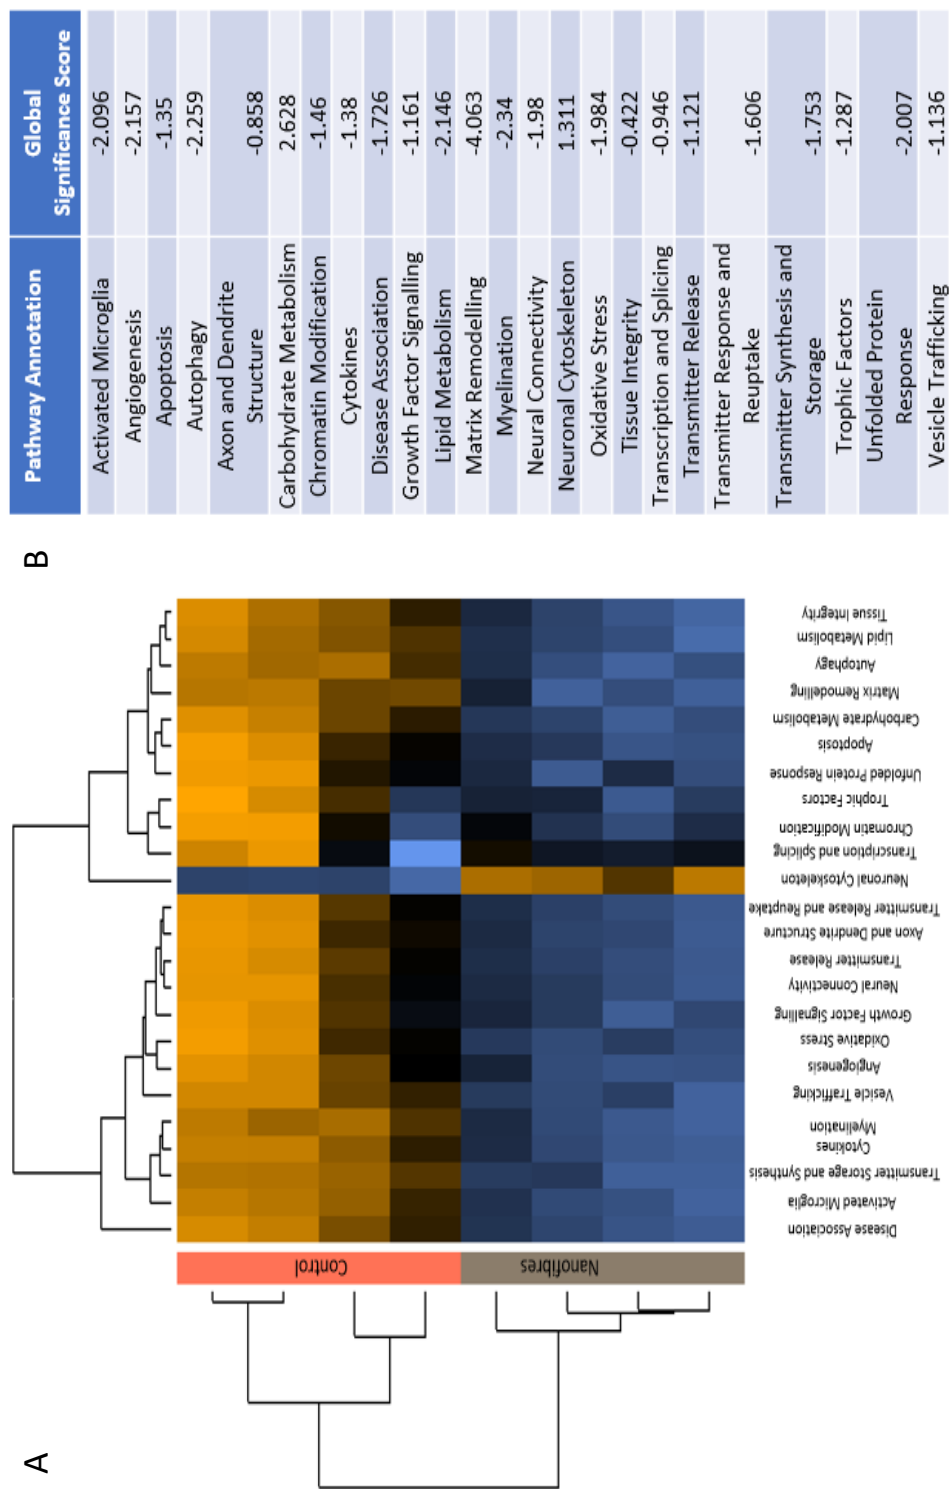 A
Control
Nanofibres
Disease Association
Activated Microglia
Transmitter Storage and Synthesis
Cytokines
Myelination
Vesicle Trafficking
Angiogenesis
Oxidative Stress
Growth Factor Signalling
Neural Connectivity
Transmitter Release
Axon and Dendrite Structure
Transmitter Release and Reuptake
Neuronal Cytoskeleton
Transcription and Splicing
Chromatin Modification
Trophic Factors
Unfolded Protein Response
Apoptosis
Carbohydrate Metabolism
Matrix Remodelling
Autophagy
Lipid Metabolism
Tissue Integrity
B
Pathway Annotation
Global
Significance Score
Activated Microglia -2.096
Angiogenesis -2.157
Apoptosis -1.35
Autophagy -2.259
Axon and Dendrite
Structure -0.858
Carbohydrate Metabolism 2.628
Chromatin Modification -1.46
Cytokines -1.38
Disease Association -1.726
Growth Factor Signalling -1.161
Lipid Metabolism -2.146
Matrix Remodelling -4.063
Myelination -2.34
Neural Connectivity -1.98
Neuronal Cytoskeleton 1.311
Oxidative Stress -1.984
Tissue Integrity -0.422
Transcription and Splicing -0.946
Transmitter Release -1.121
Transmitter Response and
Reuptake -1.606
Transmitter Synthesis and
Storage -1.753
Trophic Factors -1.287
Unfolded Protein
Response -2.007
Vesicle Trafficking -1.136